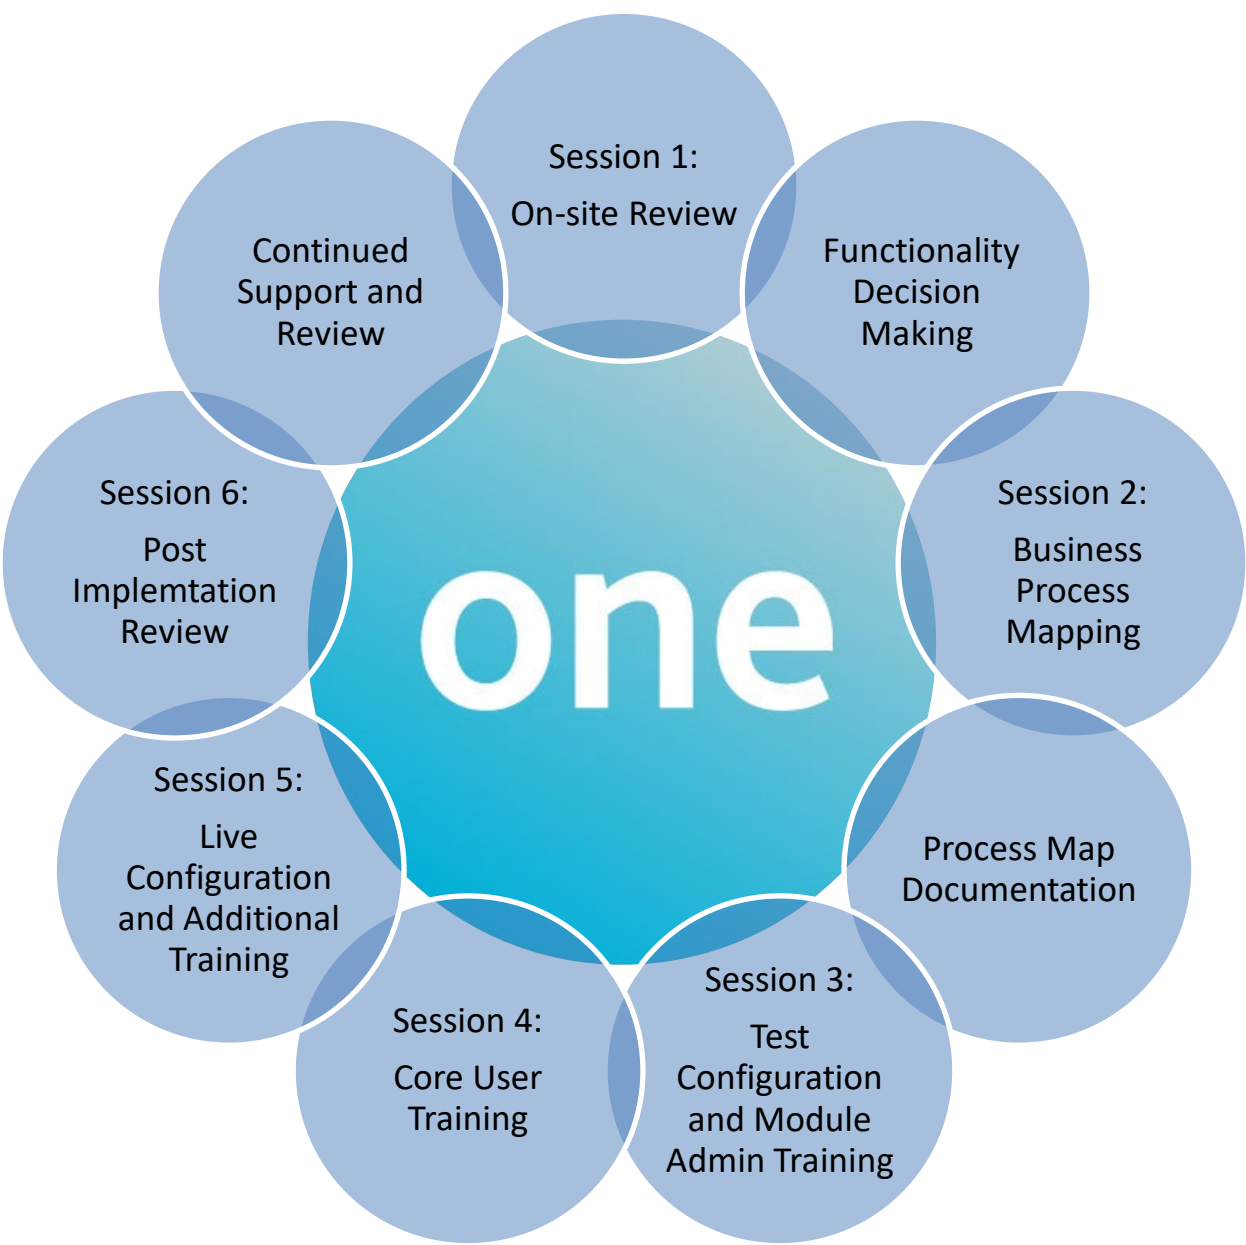 Session 1:
On-site Review
Functionality
Decision
Making
Session 2:
Business
Process
Mapping
Process Map
Documentation
Session 3:
Test
Configuration
and Module
Admin Training
Session 4:
Core User
Training
Session 5:
Live
Configuration
and Additional
Training
Session 6:
Post
Implemtation
Review
Continued
Support and
Review
one